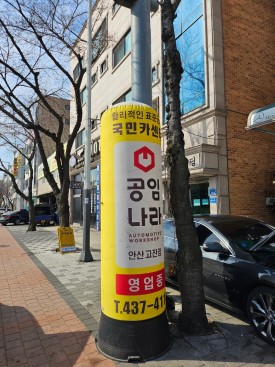 합리적인 표준
국민카센
공임
나라
AUTOMOTIVE
WORKSHOP
안산고잔점
영업중
T.437-41